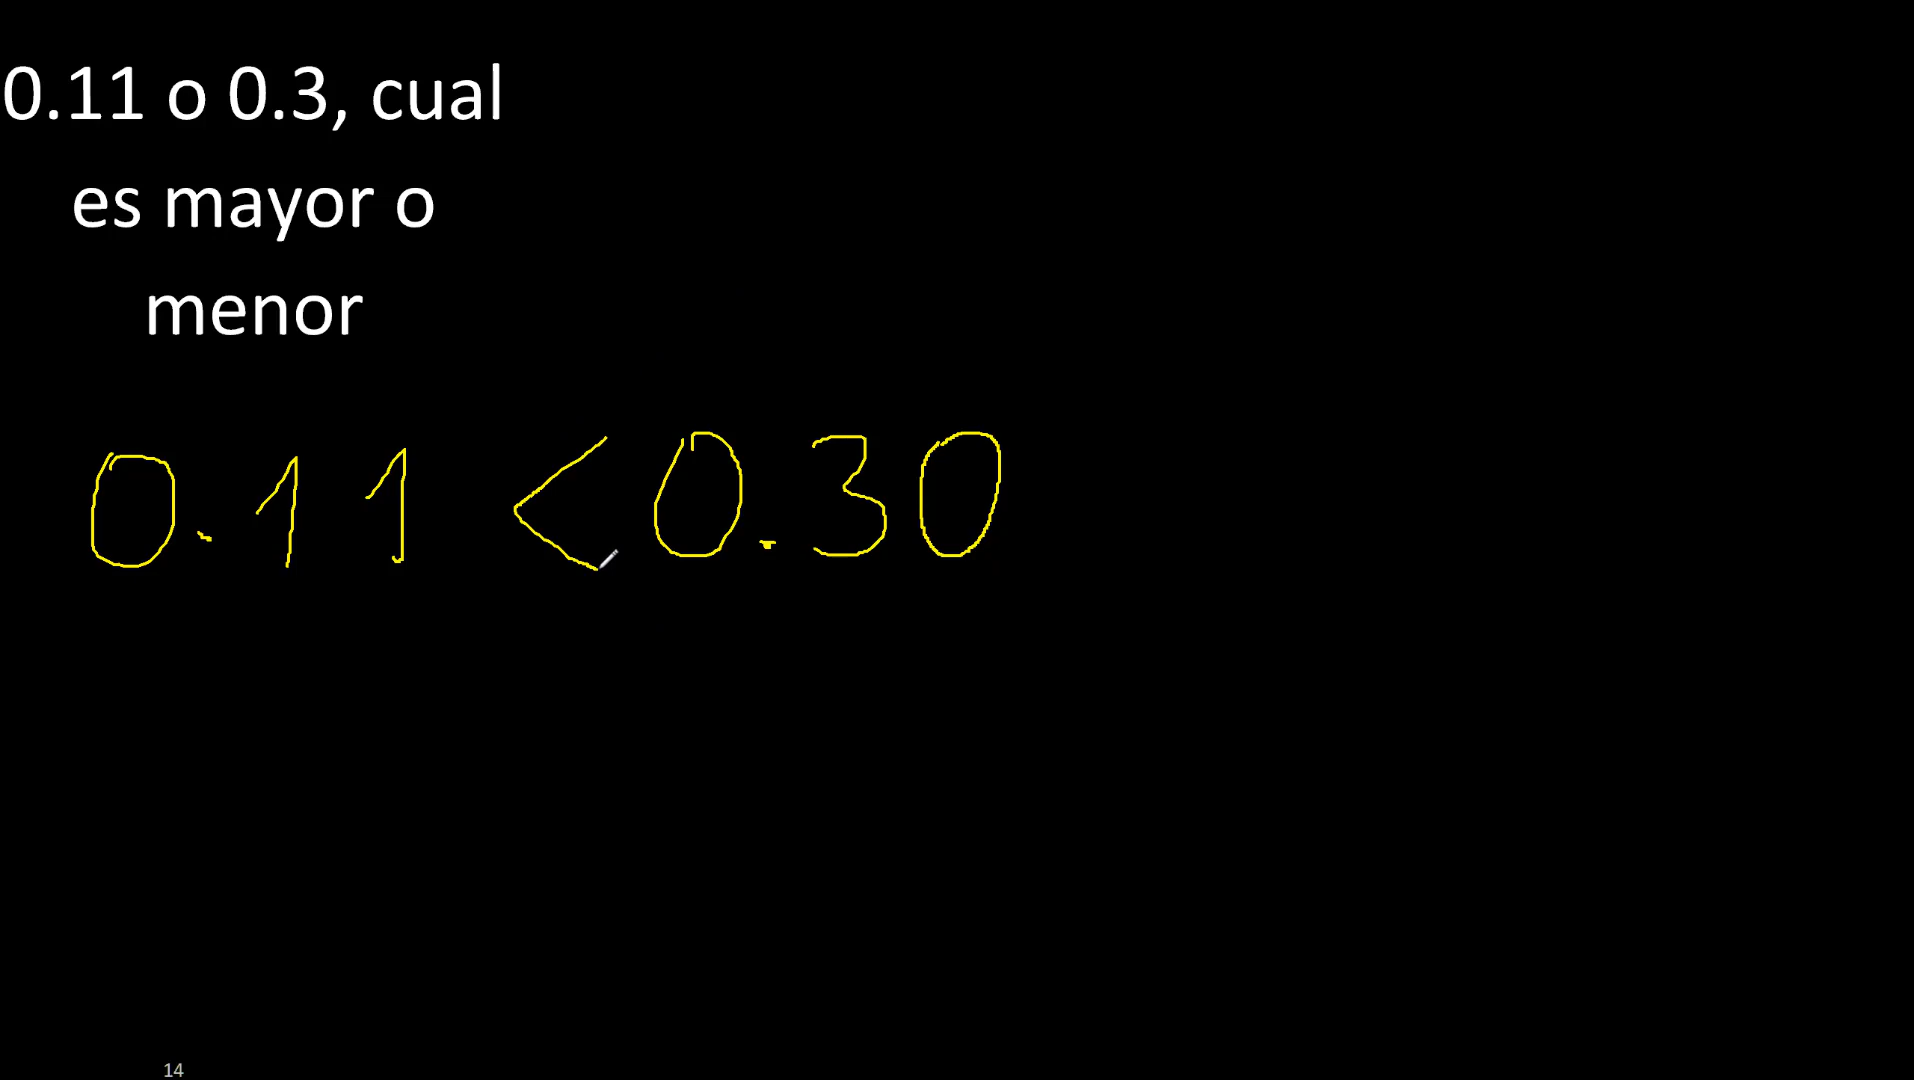 0.11 o 0.3, cual
es mayor o
menor
0.11 < 0.30
14